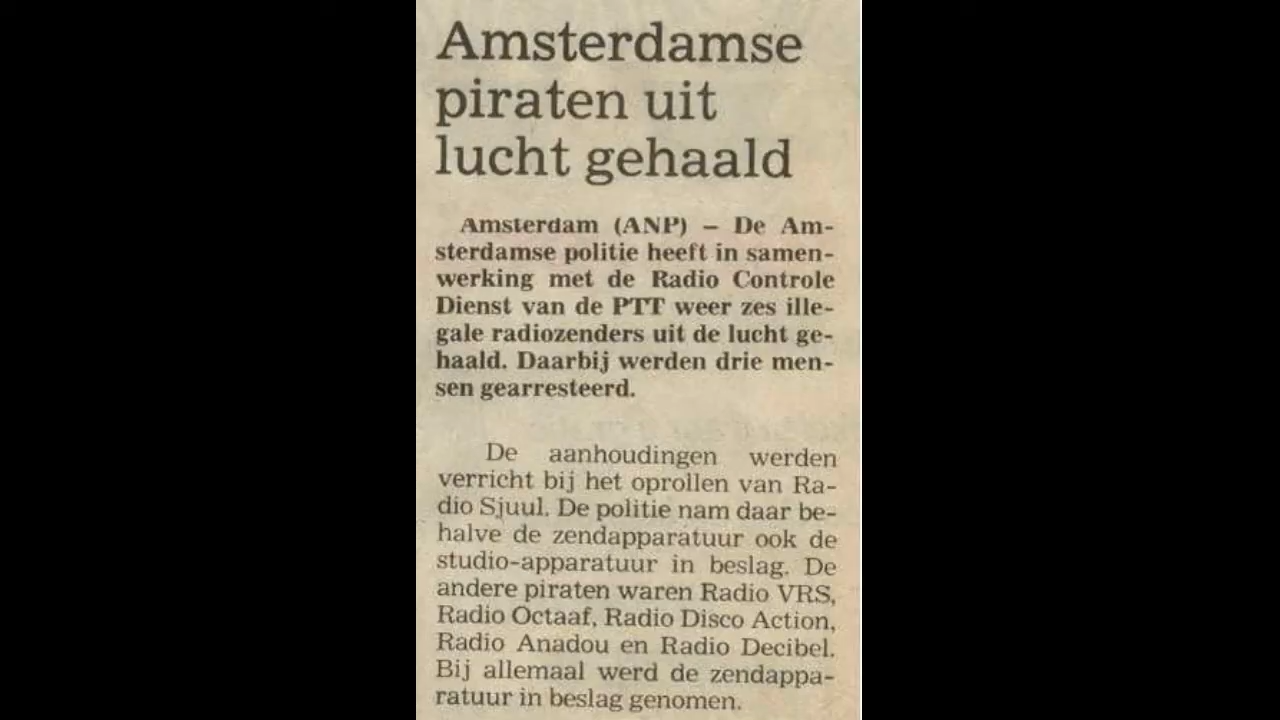 Amsterdamse
piraten uit
lucht gehaald
Amsterdam (ANP) – De Am-
sterdamse politie heeft in samen-
werking met de Radio Controle
Dienst van de PTT weer zes ille-
gale radiozenders uit de lucht ge-
haald. Daarbij werden drie men-
sen gearresteerd.
De aanhoudingen werden
verricht bij het oprollen van Ra-
dio Sjuul. De politie nam daar be-
halve de zendapparatuur ook de
studio-apparatuur in beslag. De
andere piraten waren Radio VRS,
Radio Octaaf, Radio Disco Action,
Radio Anadou en Radio Decibel.
Bij allemaal werd de zendappa-
ratuur in beslag genomen.